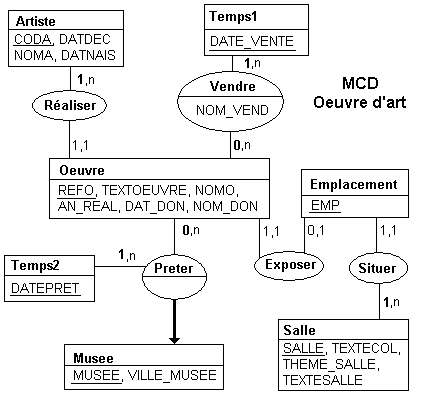 Artiste
CODA, DATDEC
NOMA, DATNAIS
1,n
Réaliser
1,1
Temps1
DATE_VENTE
1,n
Vendre
NOM_VEND
0,n
MCD
Oeuvre d'art
Oeuvre
REFO, TEXTOEUVRE, NOMO,
AN_REAL, DAT_DON, NOM_DON
Emplacement
EMP
0,n
1,1
0,1
1,1
Temps2
DATEPRET
1,n
Preter
Exposer
Situer
1,n
Musee
MUSEE, VILLE_MUSEE
Salle
SALLE, TEXTECOL,
THEME_SALLE,
TEXTESALLE